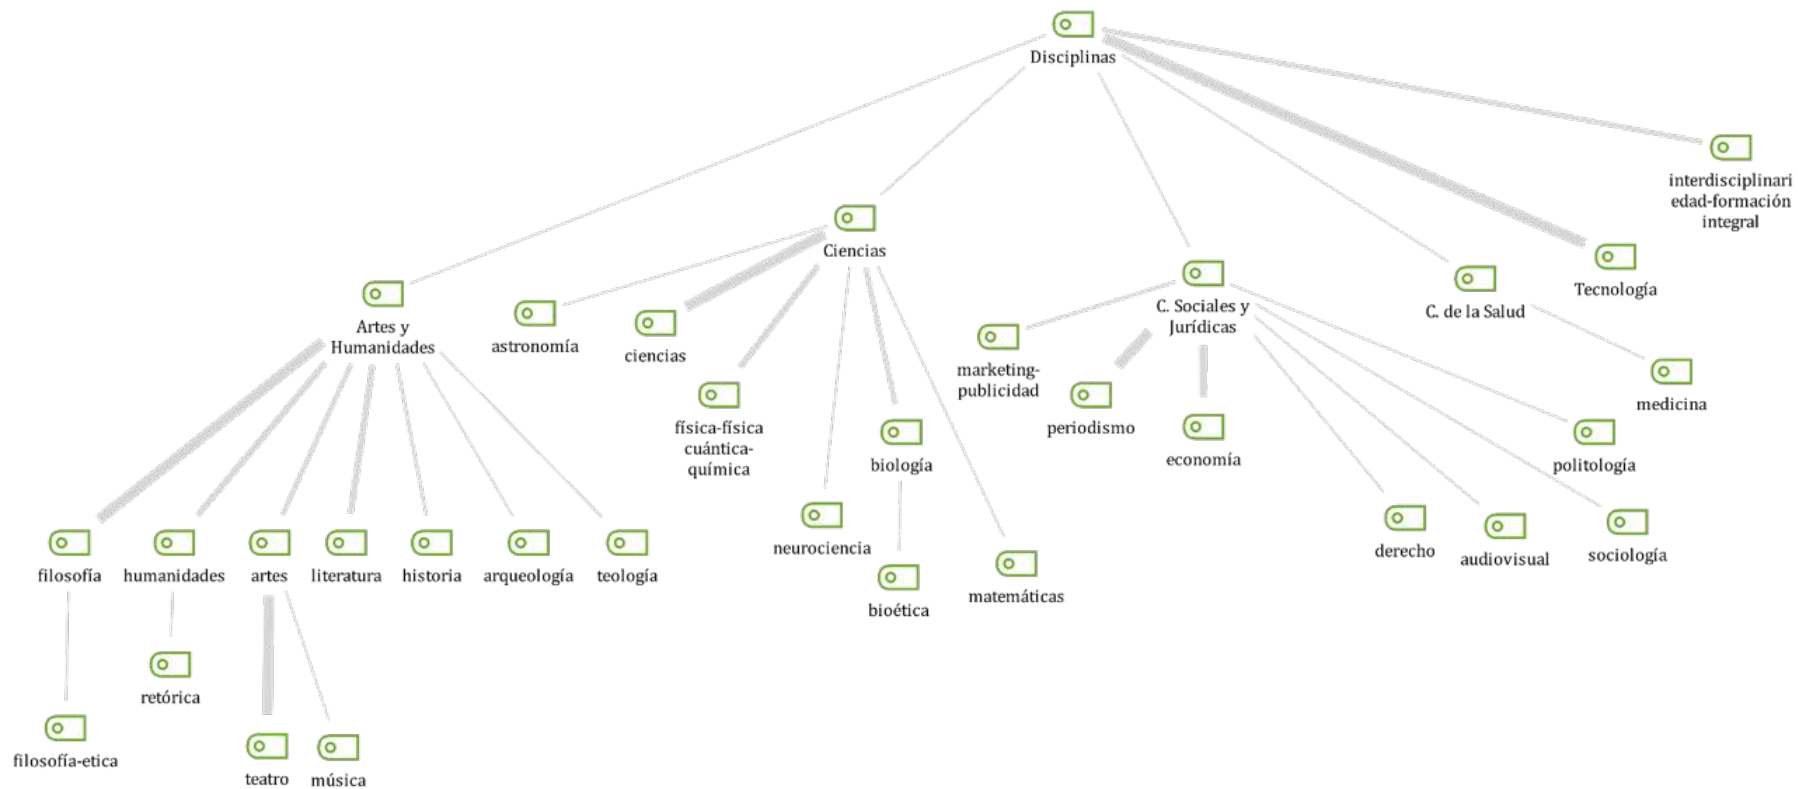 Disciplinas
interdisciplinari
edad-formación
integral
Ciencias
Tecnología
C. Sociales y
Jurídicas
C. de la Salud
Artes y
Humanidades
astronomía
ciencias
marketing-
publicidad
medicina
física-física
cuántica-
química
periodismo
economía
biología
politología
neurociencia
derecho
audiovisual
sociología
filosofía
humanidades
artes
literatura
historia
arqueología
teología
bioética
matemáticas
retórica
filosofía-etica
teatro
música